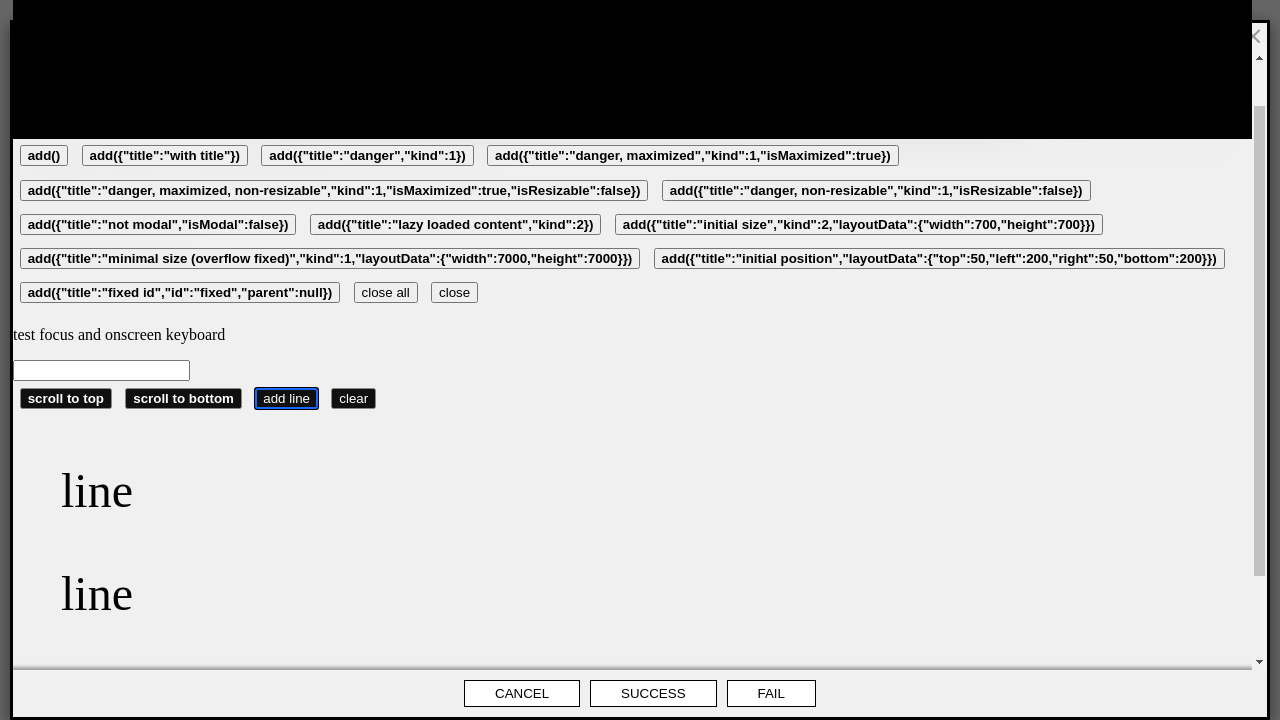 add() add({"title":"with title"}) add({"title":"danger","kind":1}) add({"title":"danger, maximized","kind":1,"isMaximized":true})
add({"title":"danger, maximized, non-resizable","kind":1,"isMaximized":true,"isResizable":false}) add({"title":"danger, non-resizable","kind":1,"isResizable":false})
add({"title":"not modal","isModal":false}) add({"title":"lazy loaded content","kind":2}) add({"title":"initial size","kind":2,"layoutData":{"width":700,"height":700}})
add({"title":"minimal size (overflow fixed)","kind":1,"layoutData":{"width":7000,"height":7000}}) add({"title":"initial position","layoutData":{"top":50,"left":200,"right":50,"bottom":200}})
add({"title":"fixed id","id":"fixed","parent":null}) close all close
test focus and onscreen keyboard
scroll to top scroll to bottom add line clear
line
line
CANCEL SUCCESS FAIL